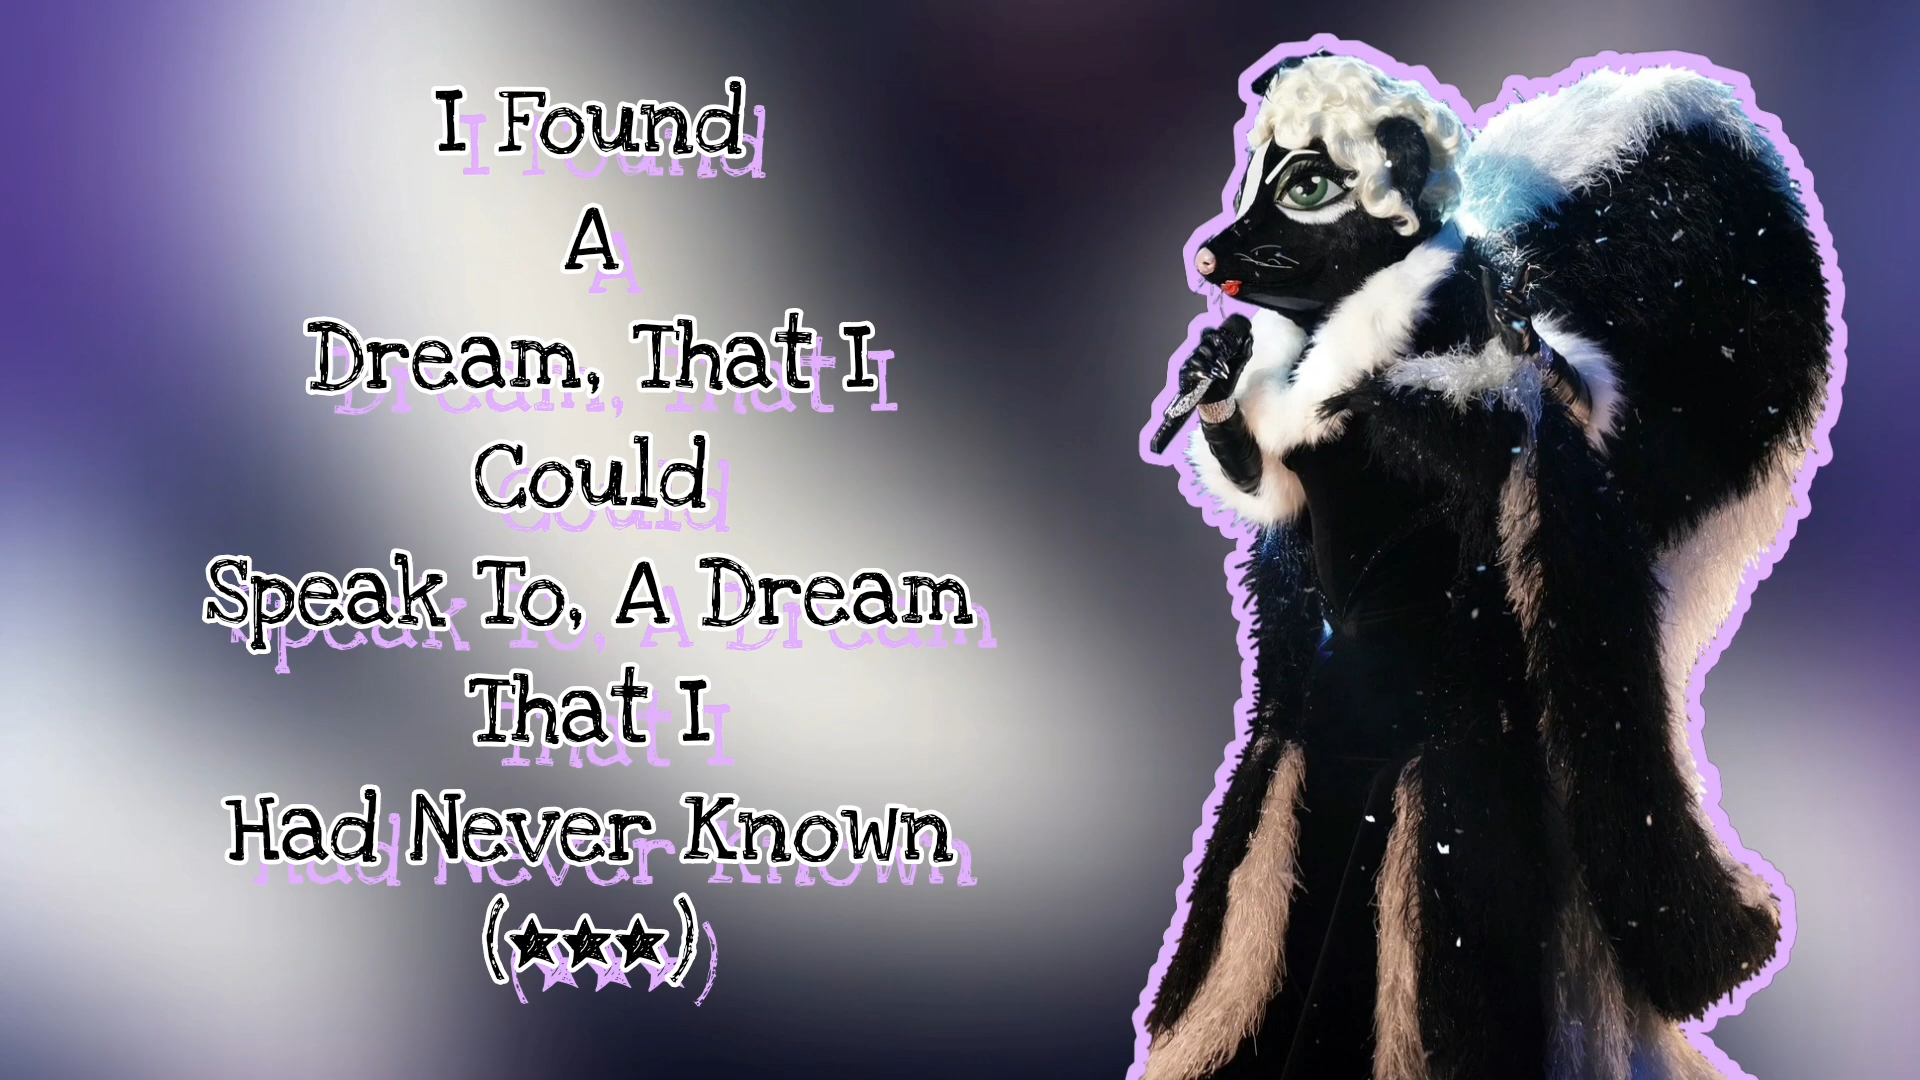 I Found
A
Dream, That I
Could
Speak To, A Dream
That I
Had Never Known
(★★★)